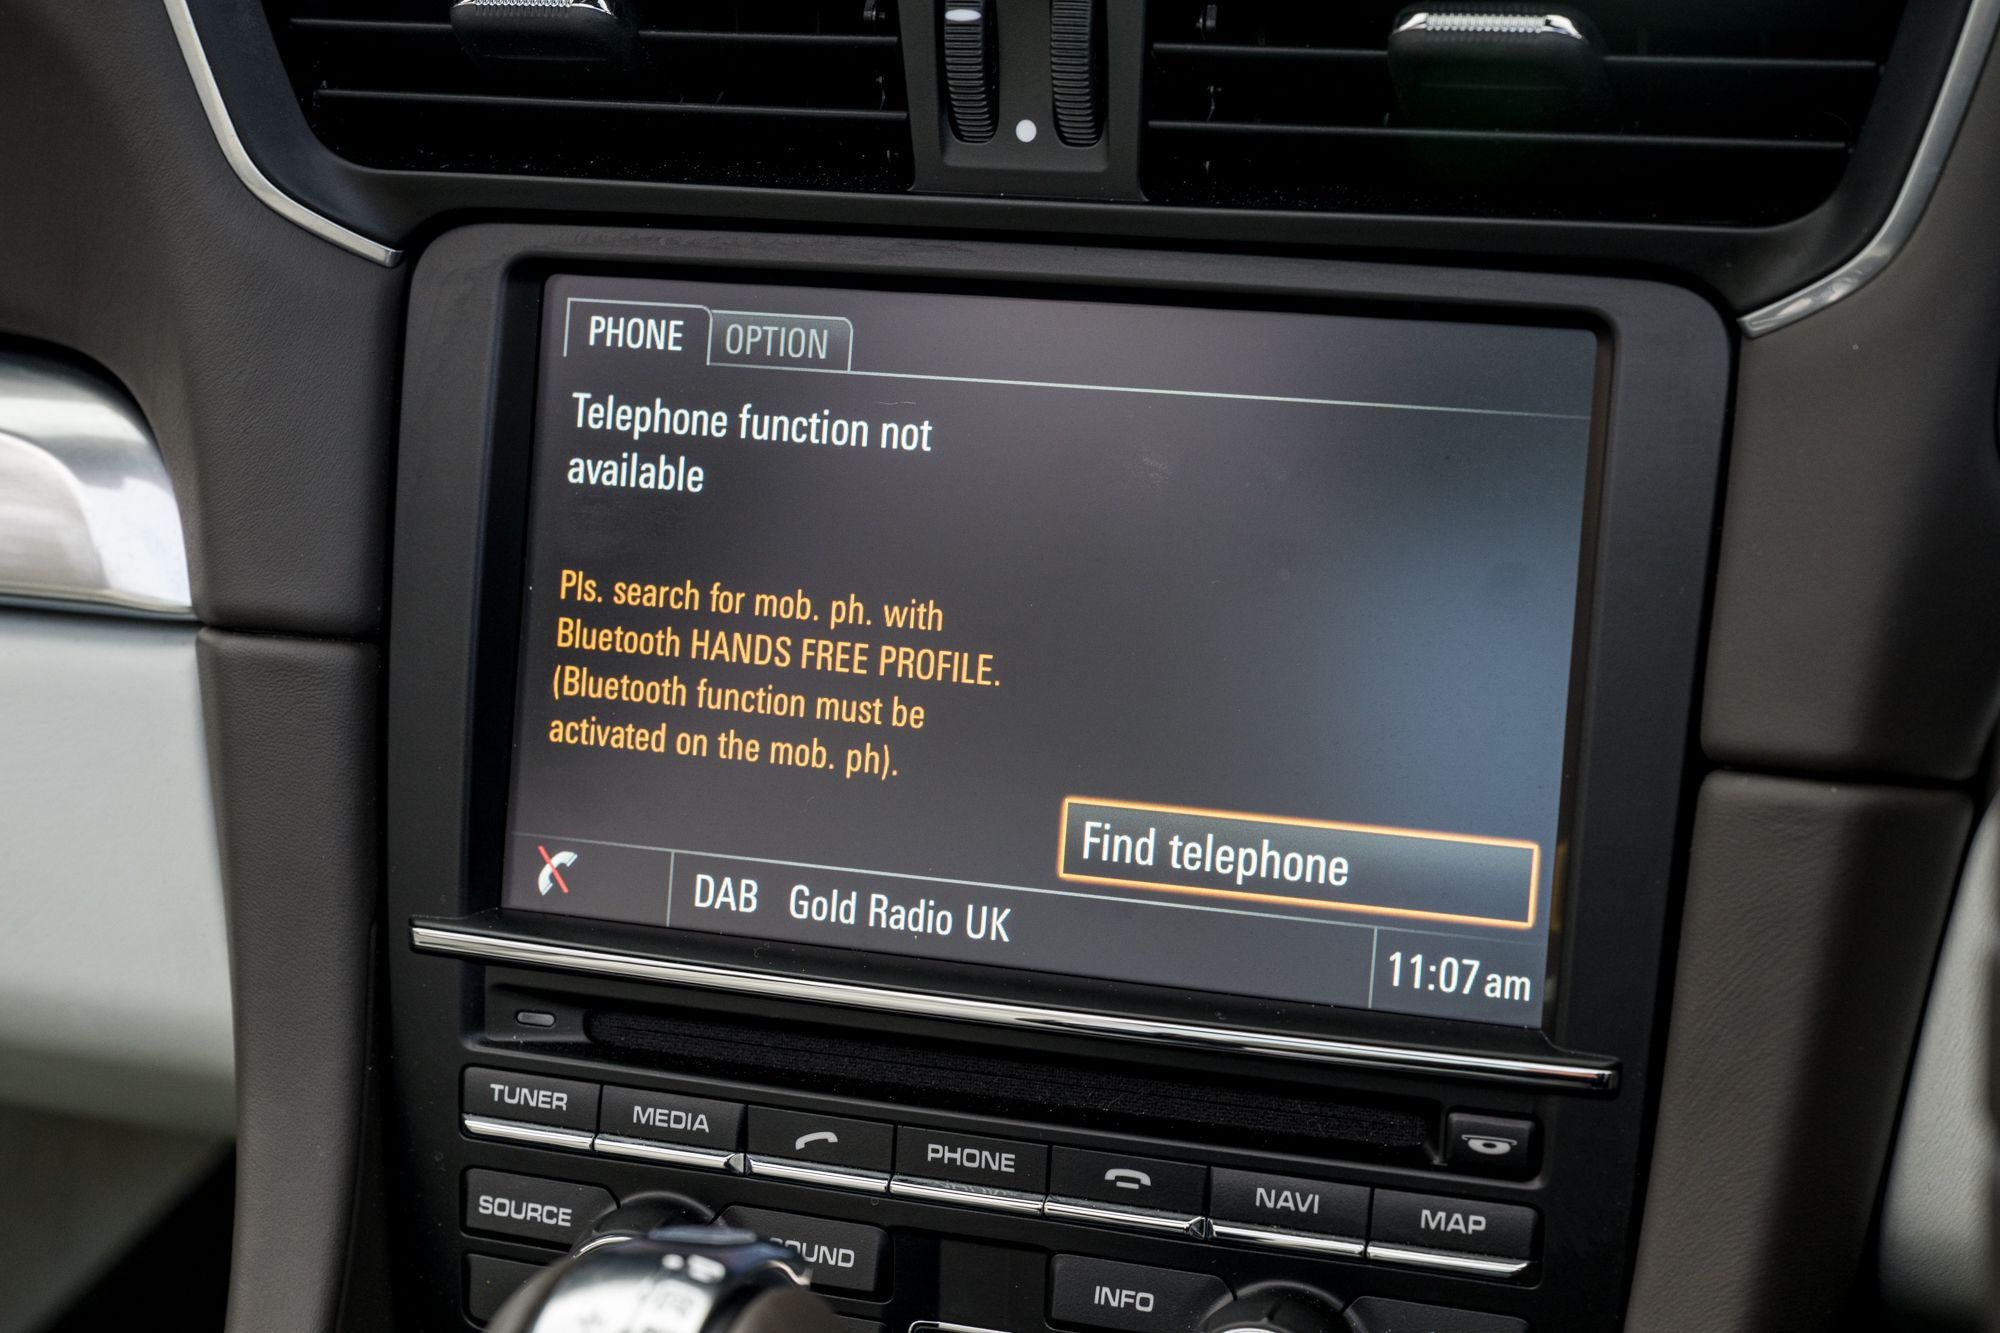 PHONE OPTION
Telephone function not
available
Pls. search for mob. ph. with
Bluetooth HANDS FREE PROFILE.
(Bluetooth function must be
activated on the mob. ph).
Find telephone
DAB Gold Radio UK
11:07 am
TUNER MEDIA PHONE NAVI MAP
SOURCE
INFO